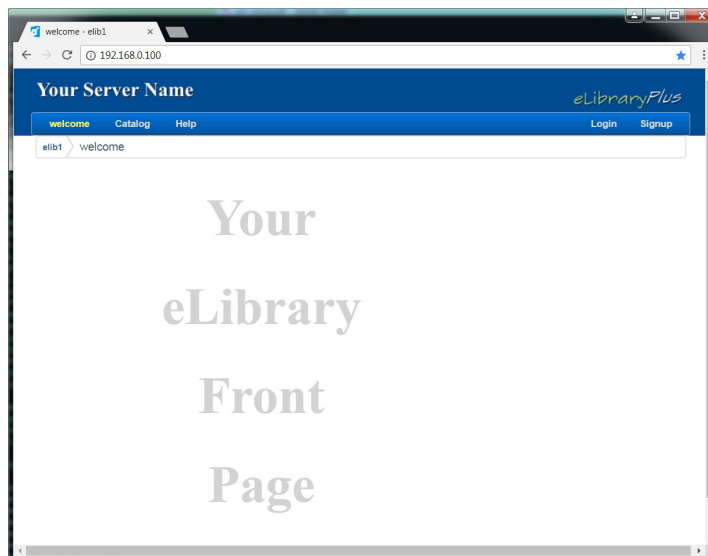 welcome - elib1
192.168.0.100
Your Server Name
eLibraryPlus
welcome Catalog Help Login Signup
elib1 welcome
Your
eLibrary
Front
Page